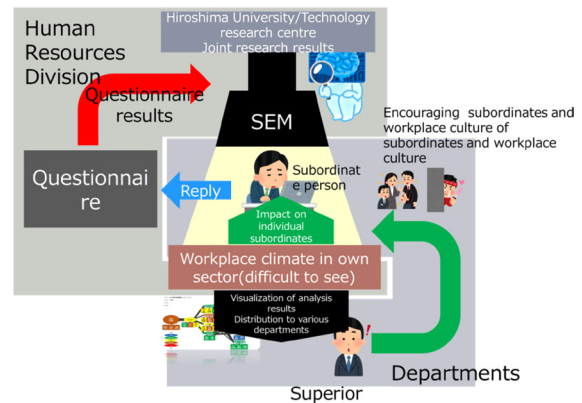 Human
Resources
Division
Hiroshima University/Technology
research centre
Joint research results
Questionnaire
results
SEM
Encouraging subordinates and
workplace culture of
subordinates and workplace
culture
Questionnai
re
Reply
Subordinat
e person
Impact on
individual
subordinates
Workplace climate in own
sector(difficult to see)
Visualization of analysis
results
Distribution to various
departments
!
Departments
Superior